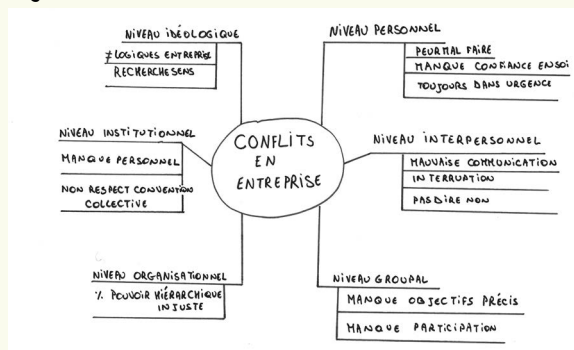 NIVEAU IDÉOLOGIQUE
≠ LOGIQUES ENTREPRISE
RECHERCHE SENS
NIVEAU PERSONNEL
PEUR MAL FAIRE
MANQUE CONFIANCE EN SOI
TOUJOURS DANS URGENCE
NIVEAU INSTITUTIONNEL
MANQUE PERSONNEL
NON RESPECT CONVENTION
COLLECTIVE
CONFLITS
EN
ENTREPRISE
NIVEAU INTERPERSONNEL
MAUVAISE COMMUNICATION
INTERRUPTION
PAS DIRE NON
NIVEAU ORGANISATIONNEL
% POUVOIR HIÉRARCHIQUE
INJUSTE
NIVEAU GROUPAL
MANQUE OBJECTIFS PRÉCIS
MANQUE PARTICIPATION